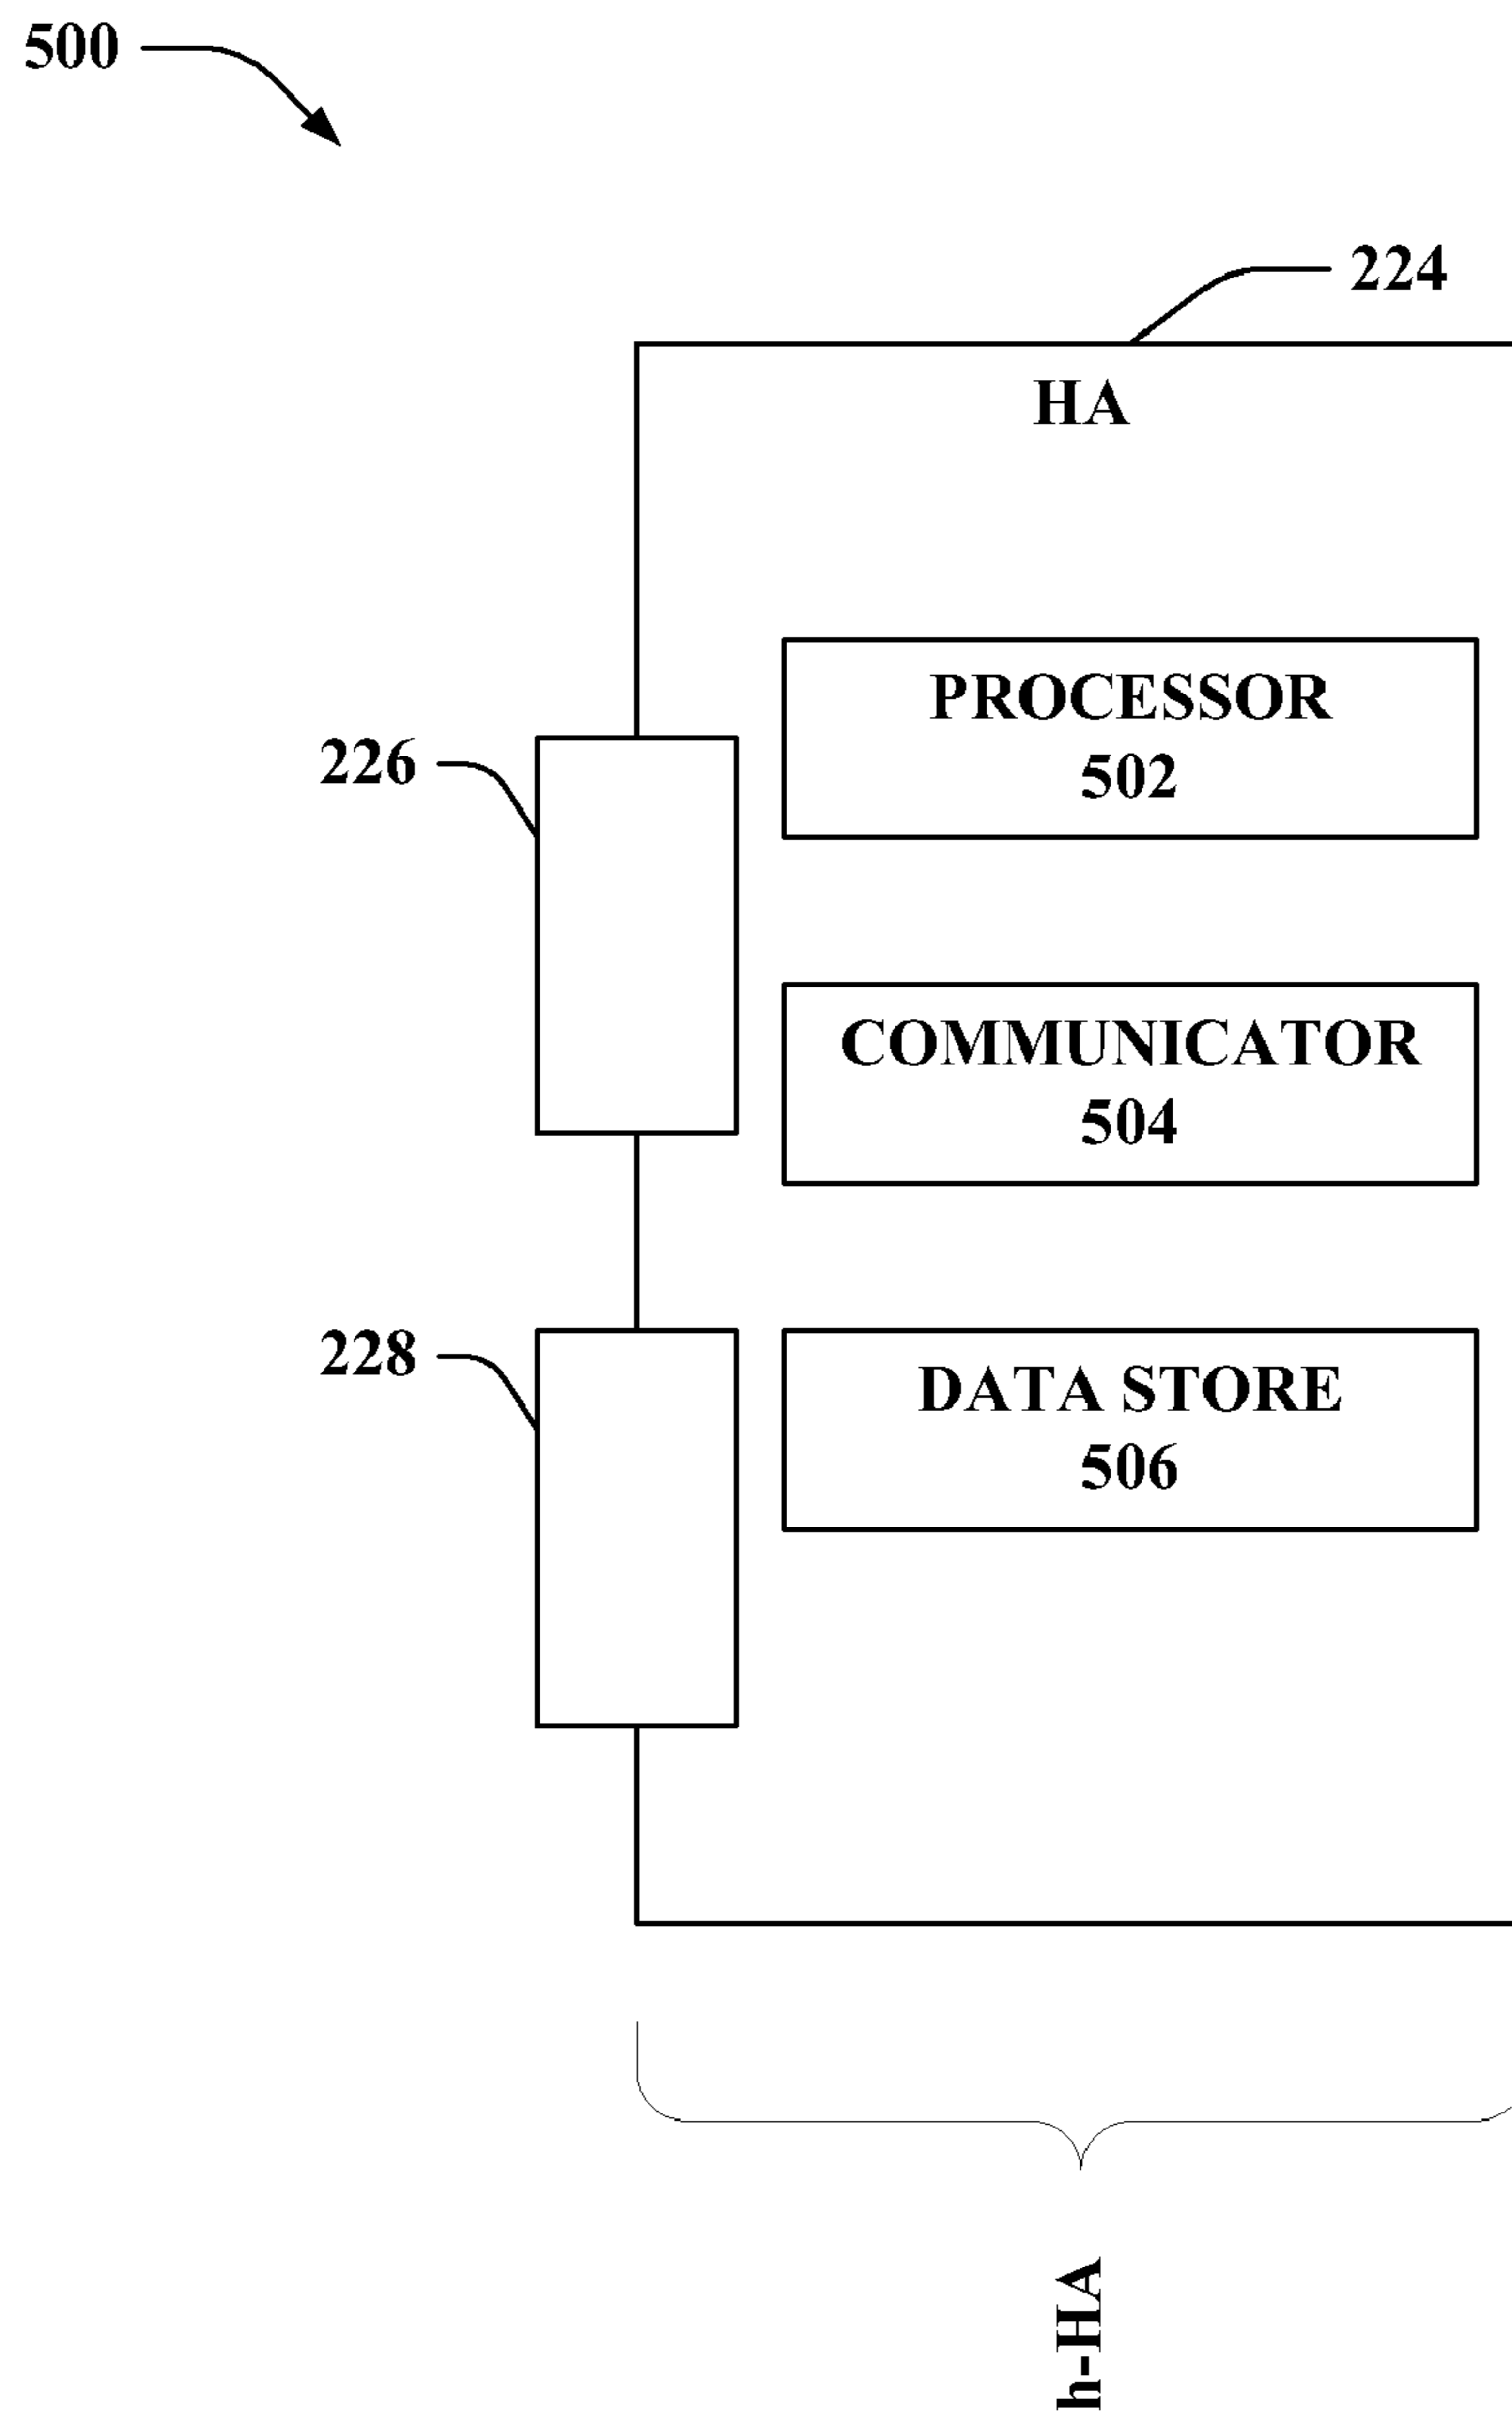 500
224
HA
PROCESSOR
502
226
COMMUNICATOR
504
228
DATA STORE
506
h-HA